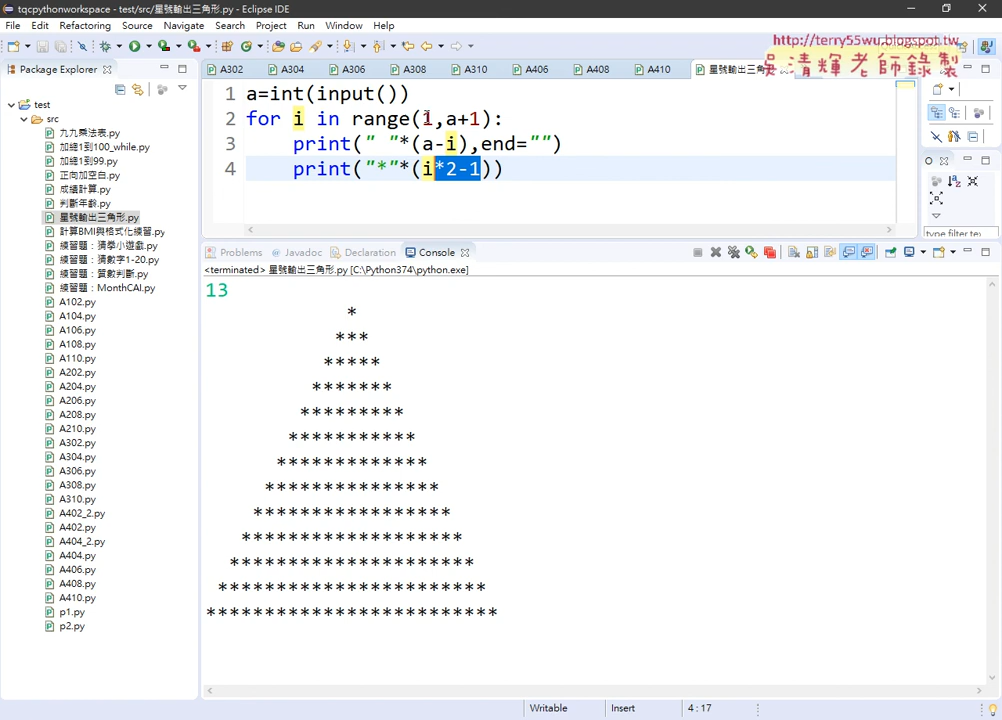 tqcpythonworkspace - test/src/星號輸出三角形.py - Eclipse IDE
File Edit Source Refactoring Navigate Search Project Run Window Help
http://terry55wu.blogspot.tw
吳清輝老師錄製
Package Explorer
A302 A304 A306 A308 A310 A406 A408 A410 星號輸出三角
test
src
九九乘法表.py
加總1到100_while.py
加總1到99.py
正向加空白.py
成績計算.py
判斷年齡.py
星號輸出三角形.py
計算BMI與格式化練習.py
練習題：猜拳小遊戲.py
練習題：猜數字1-20.py
練習題：質數判斷.py
練習題：MonthCAI.py
A102.py
A104.py
A106.py
A108.py
A110.py
A202.py
A204.py
A206.py
A208.py
A210.py
A302.py
A304.py
A306.py
A308.py
A310.py
A402_2.py
A402.py
A404_2.py
A404.py
A406.py
A408.py
A410.py
p1.py
p2.py
1 a=int(input())
2 for i in range(1,a+1):
3     print(" "*(a-i),end="")
4     print("*"*(i*2-1))
type filter te
Problems Javadoc Declaration Console
<terminated> 星號輸出三角形.py [C:\Python374\python.exe]
13
            *
           ***
          *****
         *******
        *********
       ***********
      *************
     ***************
    *****************
   *******************
  *********************
 ***********************
*************************
Writable Insert 4 : 17